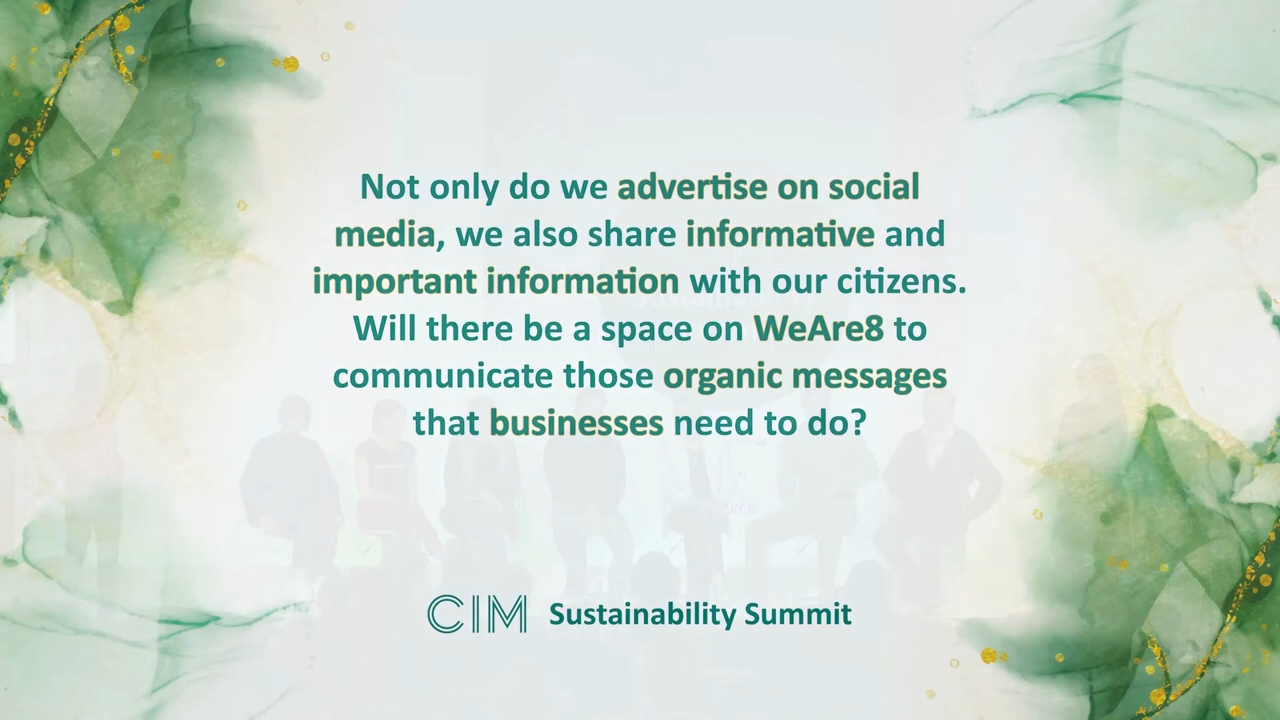 Not only do we advertise on social
media, we also share informative and
important information with our citizens.
Will there be a space on WeAre8 to
communicate those organic messages
that businesses need to do?
CIM Sustainability Summit